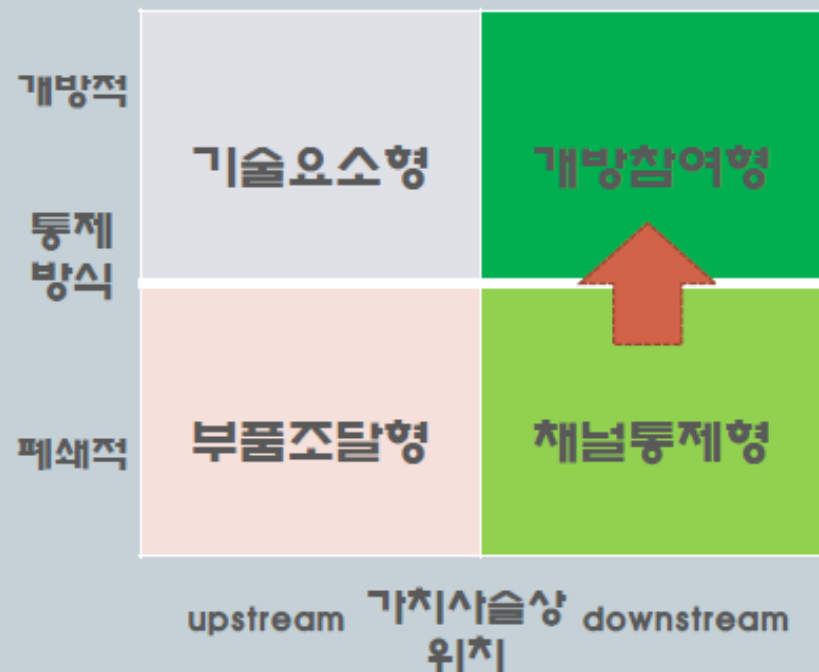 개방적
기술요소형
개방참여형
통제
방식
폐쇄적
부품조달형
채널통제형
upstream
가치사슬상
위치
downstream